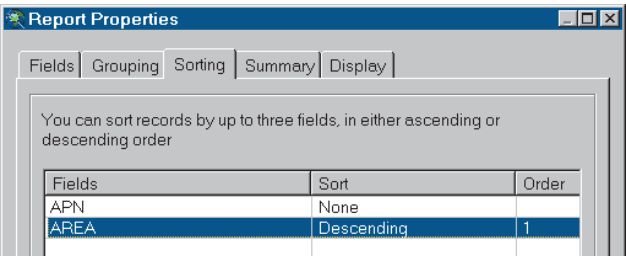 Report Properties
Fields Grouping Sorting Summary Display
You can sort records by up to three fields, in either ascending or
descending order
Fields Sort Order
APN None
AREA Descending 1